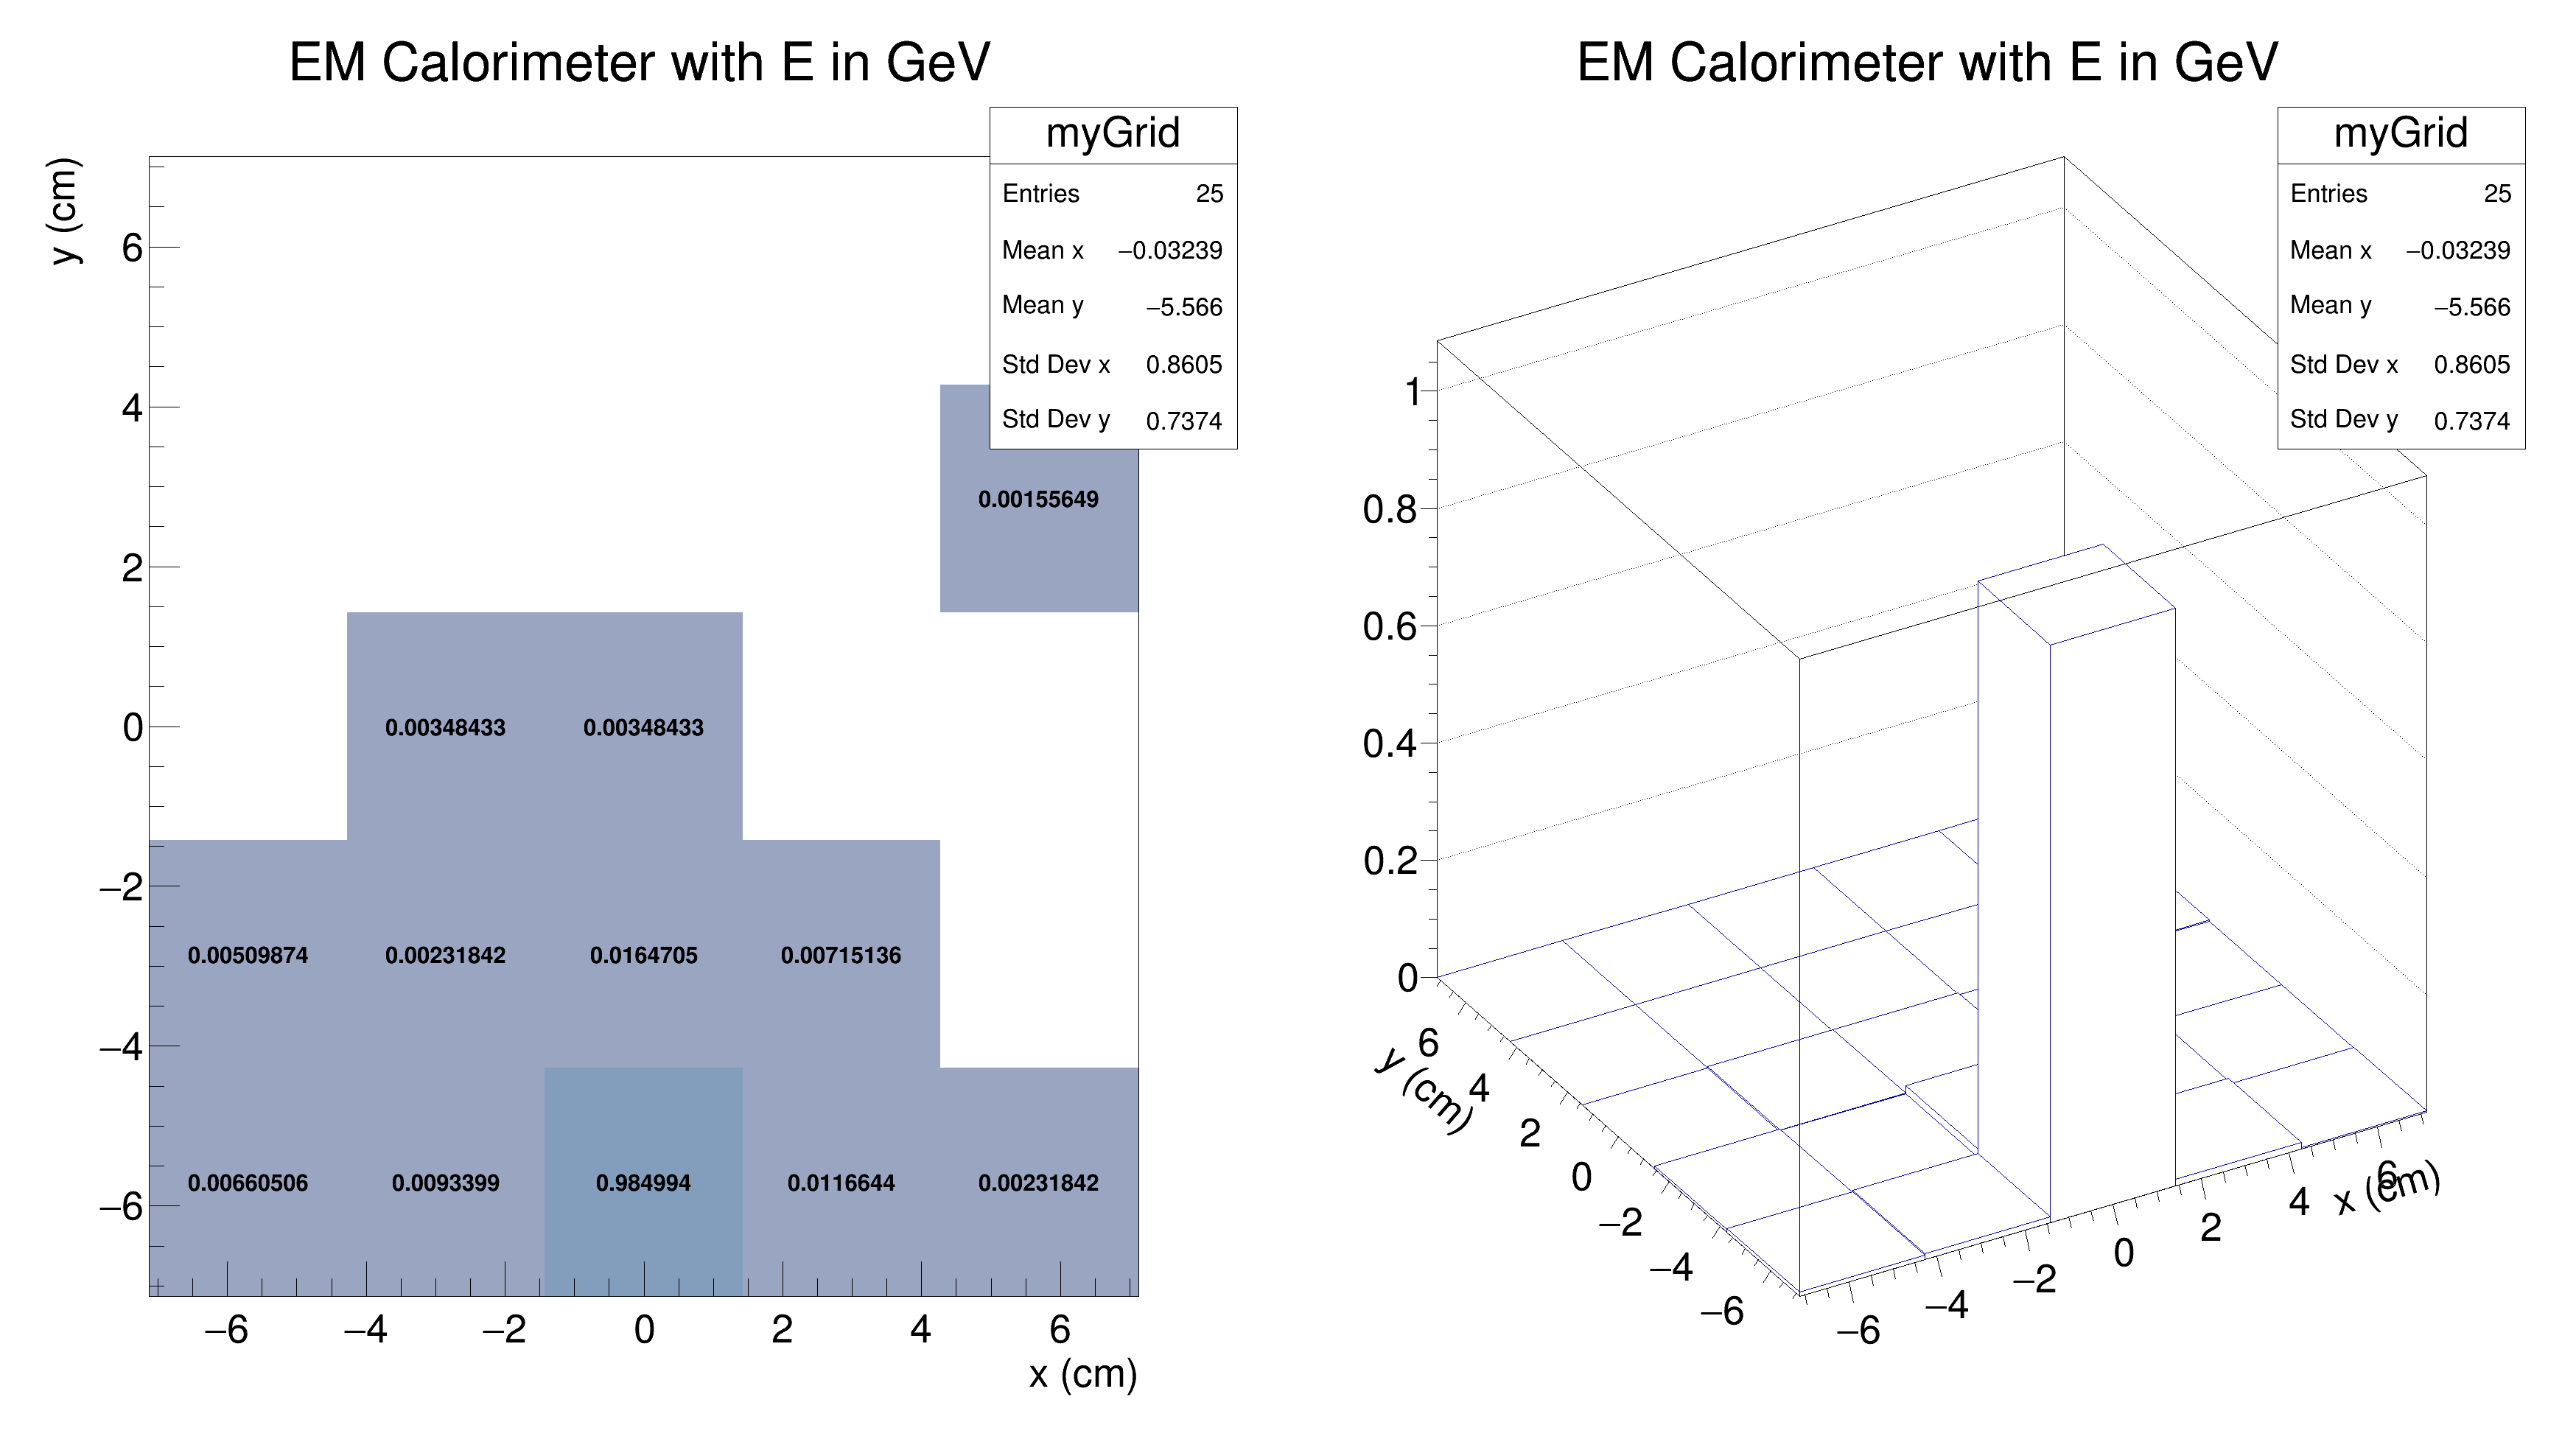 EM Calorimeter with E in GeV
myGrid
Entries 25
Mean x −0.03239
Mean y −5.566
Std Dev x 0.8605
Std Dev y 0.7374
y (cm)
6
4
2
0
−2
−4
−6
0.00155649
0.00348433 0.00348433
0.00509874 0.00231842 0.0164705 0.00715136
0.00660506 0.0093399 0.984994 0.0116644 0.00231842
−6 −4 −2 0 2 4 6
x (cm)
EM Calorimeter with E in GeV
myGrid
Entries 25
Mean x −0.03239
Mean y −5.566
Std Dev x 0.8605
Std Dev y 0.7374
1
0.8
0.6
0.4
0.2
0
y (cm)
6
4
2
0
−2
−4
−6
−6
−4
−2
0
2
4
6
x (cm)